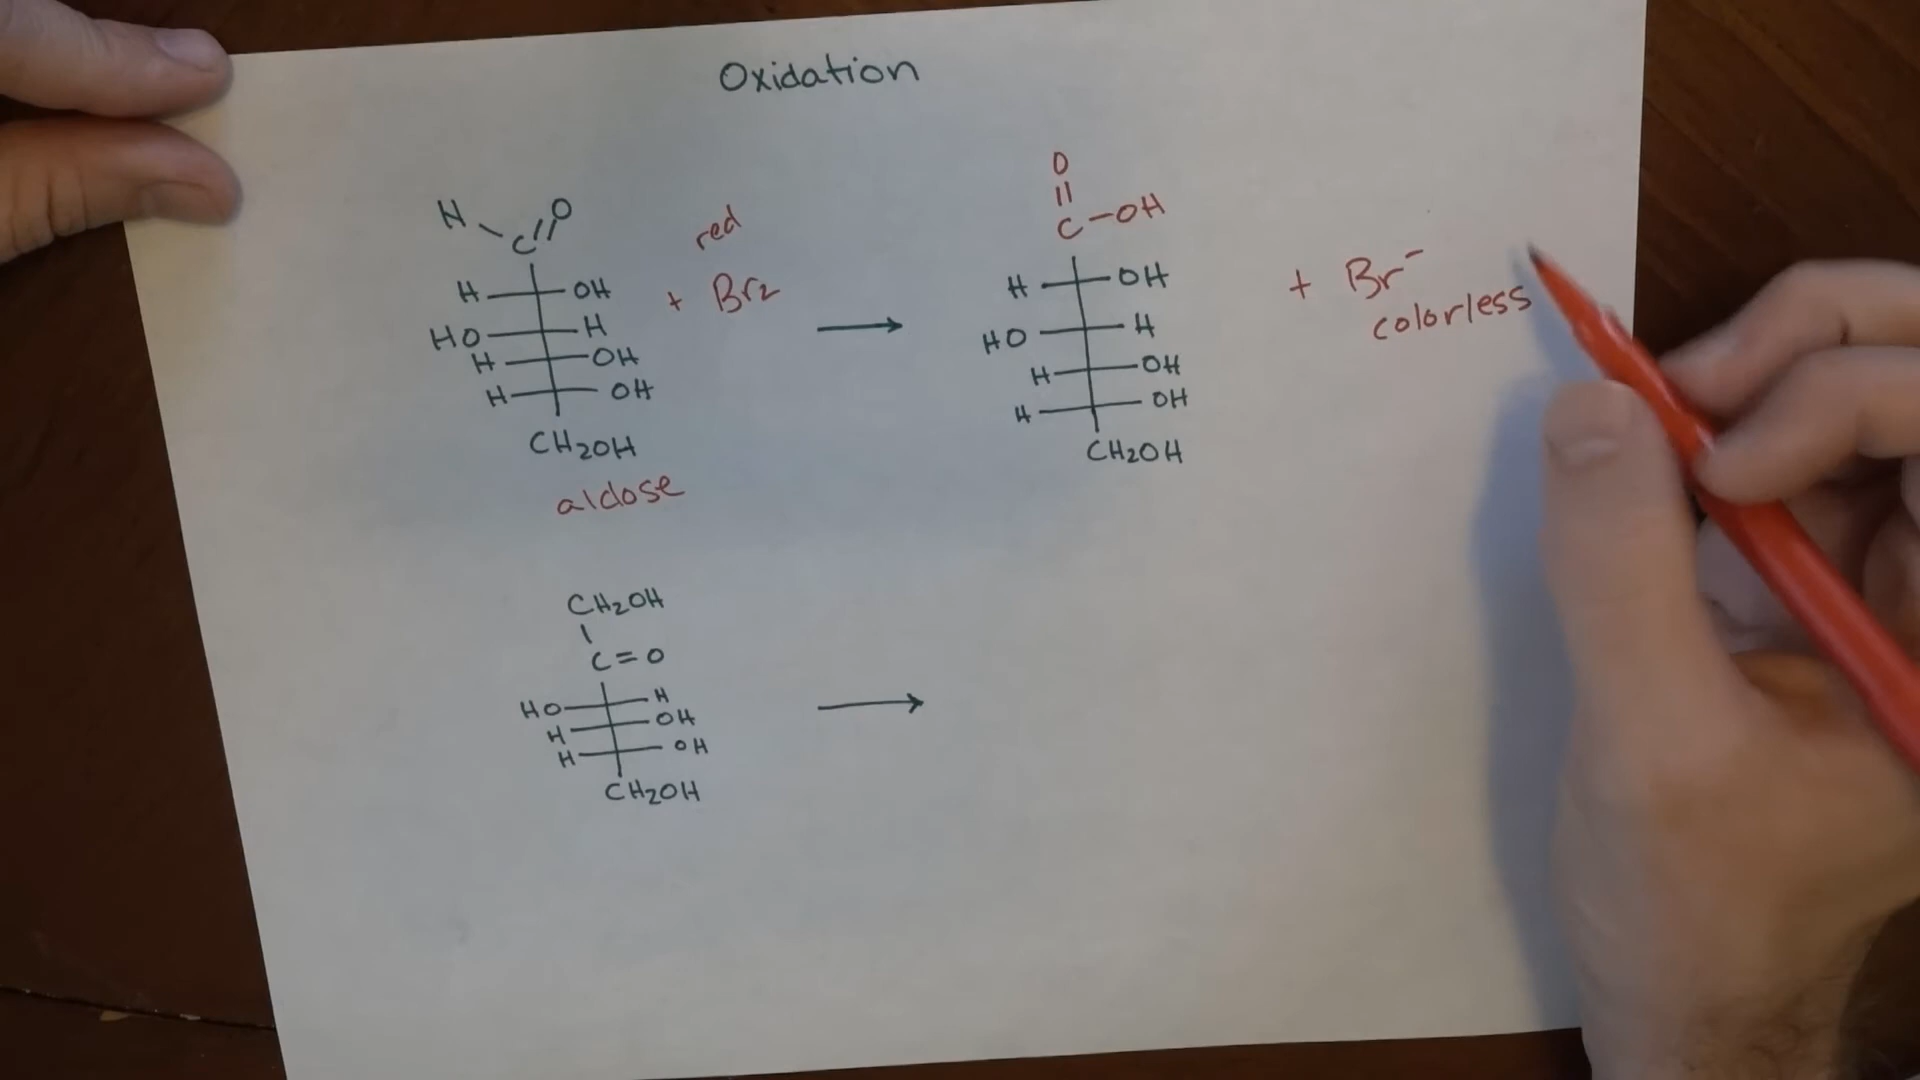 Oxidation
H C O
H OH
HO H
H OH
H OH
CH2OH
aldose
red
+ Br2
→
O
||
C-OH
H OH
HO H
H OH
H OH
CH2OH
+ Br-
colorless
CH2OH
C=O
HO H
H OH
H OH
CH2OH
→